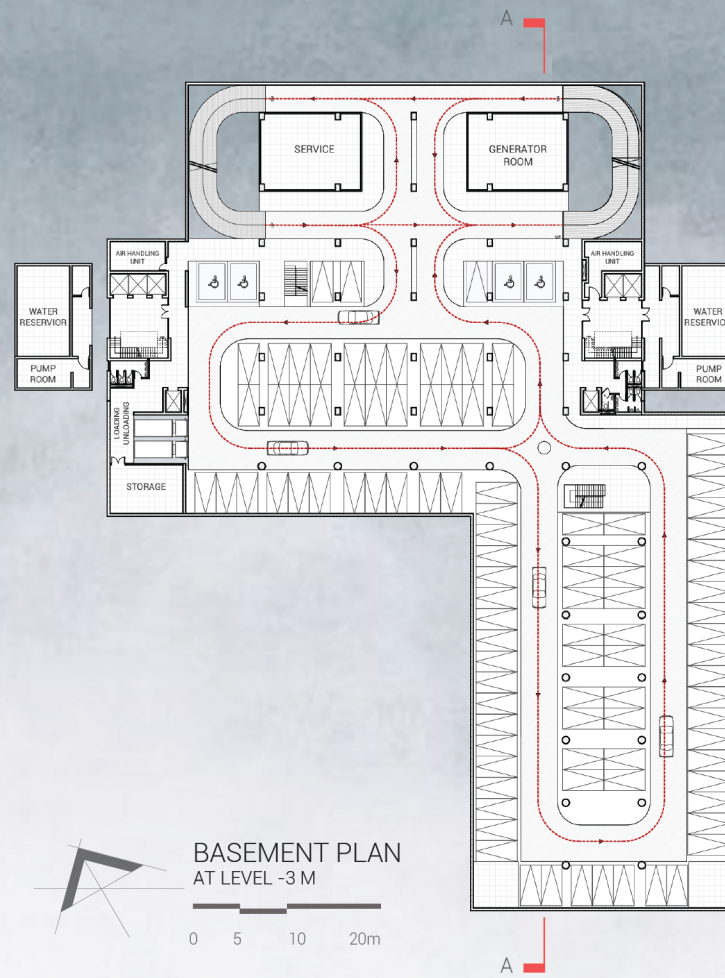 A
SERVICE
GENERATOR
ROOM
AIR HANDLING
UNIT
AIR HANDLING
UNIT
WATER
RESERVIOR
WATER
RESERVIO
PUMP
ROOM
PUMP
ROOM
LOADING
UNLOADING
STORAGE
BASEMENT PLAN
AT LEVEL -3 M
0 5 10 20m
A